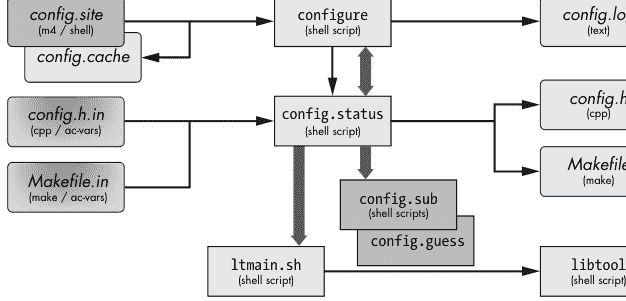 config.site
(m4 / shell)
config.cache
configure
(shell script)
config.lo
(text)
config.h.in
(cpp / ac-vars)
config.status
(shell script)
config.h
(cpp)
Makefile.in
(make / ac-vars)
Makefile
(make)
config.sub
(shell scripts)
config.guess
ltmain.sh
(shell script)
libtool
(shell script)